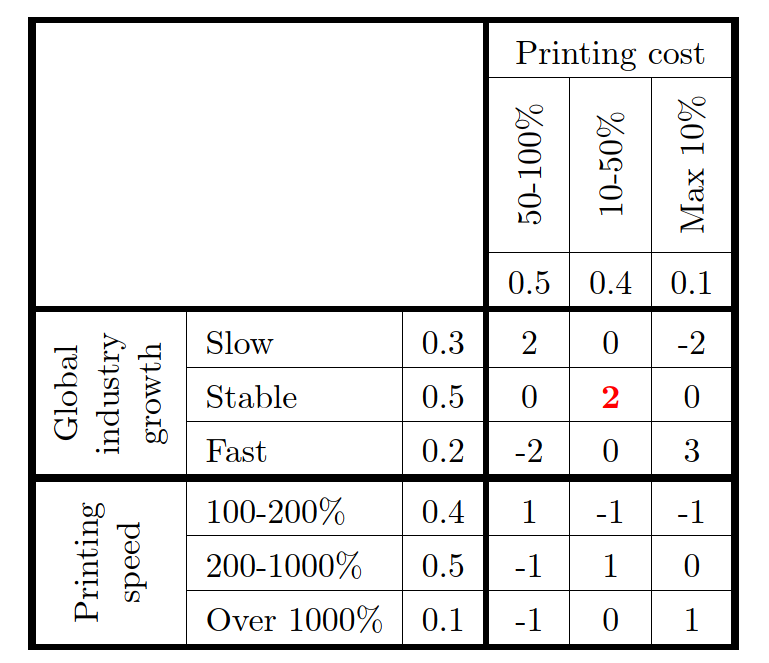 Printing cost
50-100%
10-50%
Max 10%
0.5 0.4 0.1
Global
industry
growth
Slow 0.3 2 0 -2
Stable 0.5 0 2 0
Fast 0.2 -2 0 3
Printing
speed
100-200% 0.4 1 -1 -1
200-1000% 0.5 -1 1 0
Over 1000% 0.1 -1 0 1